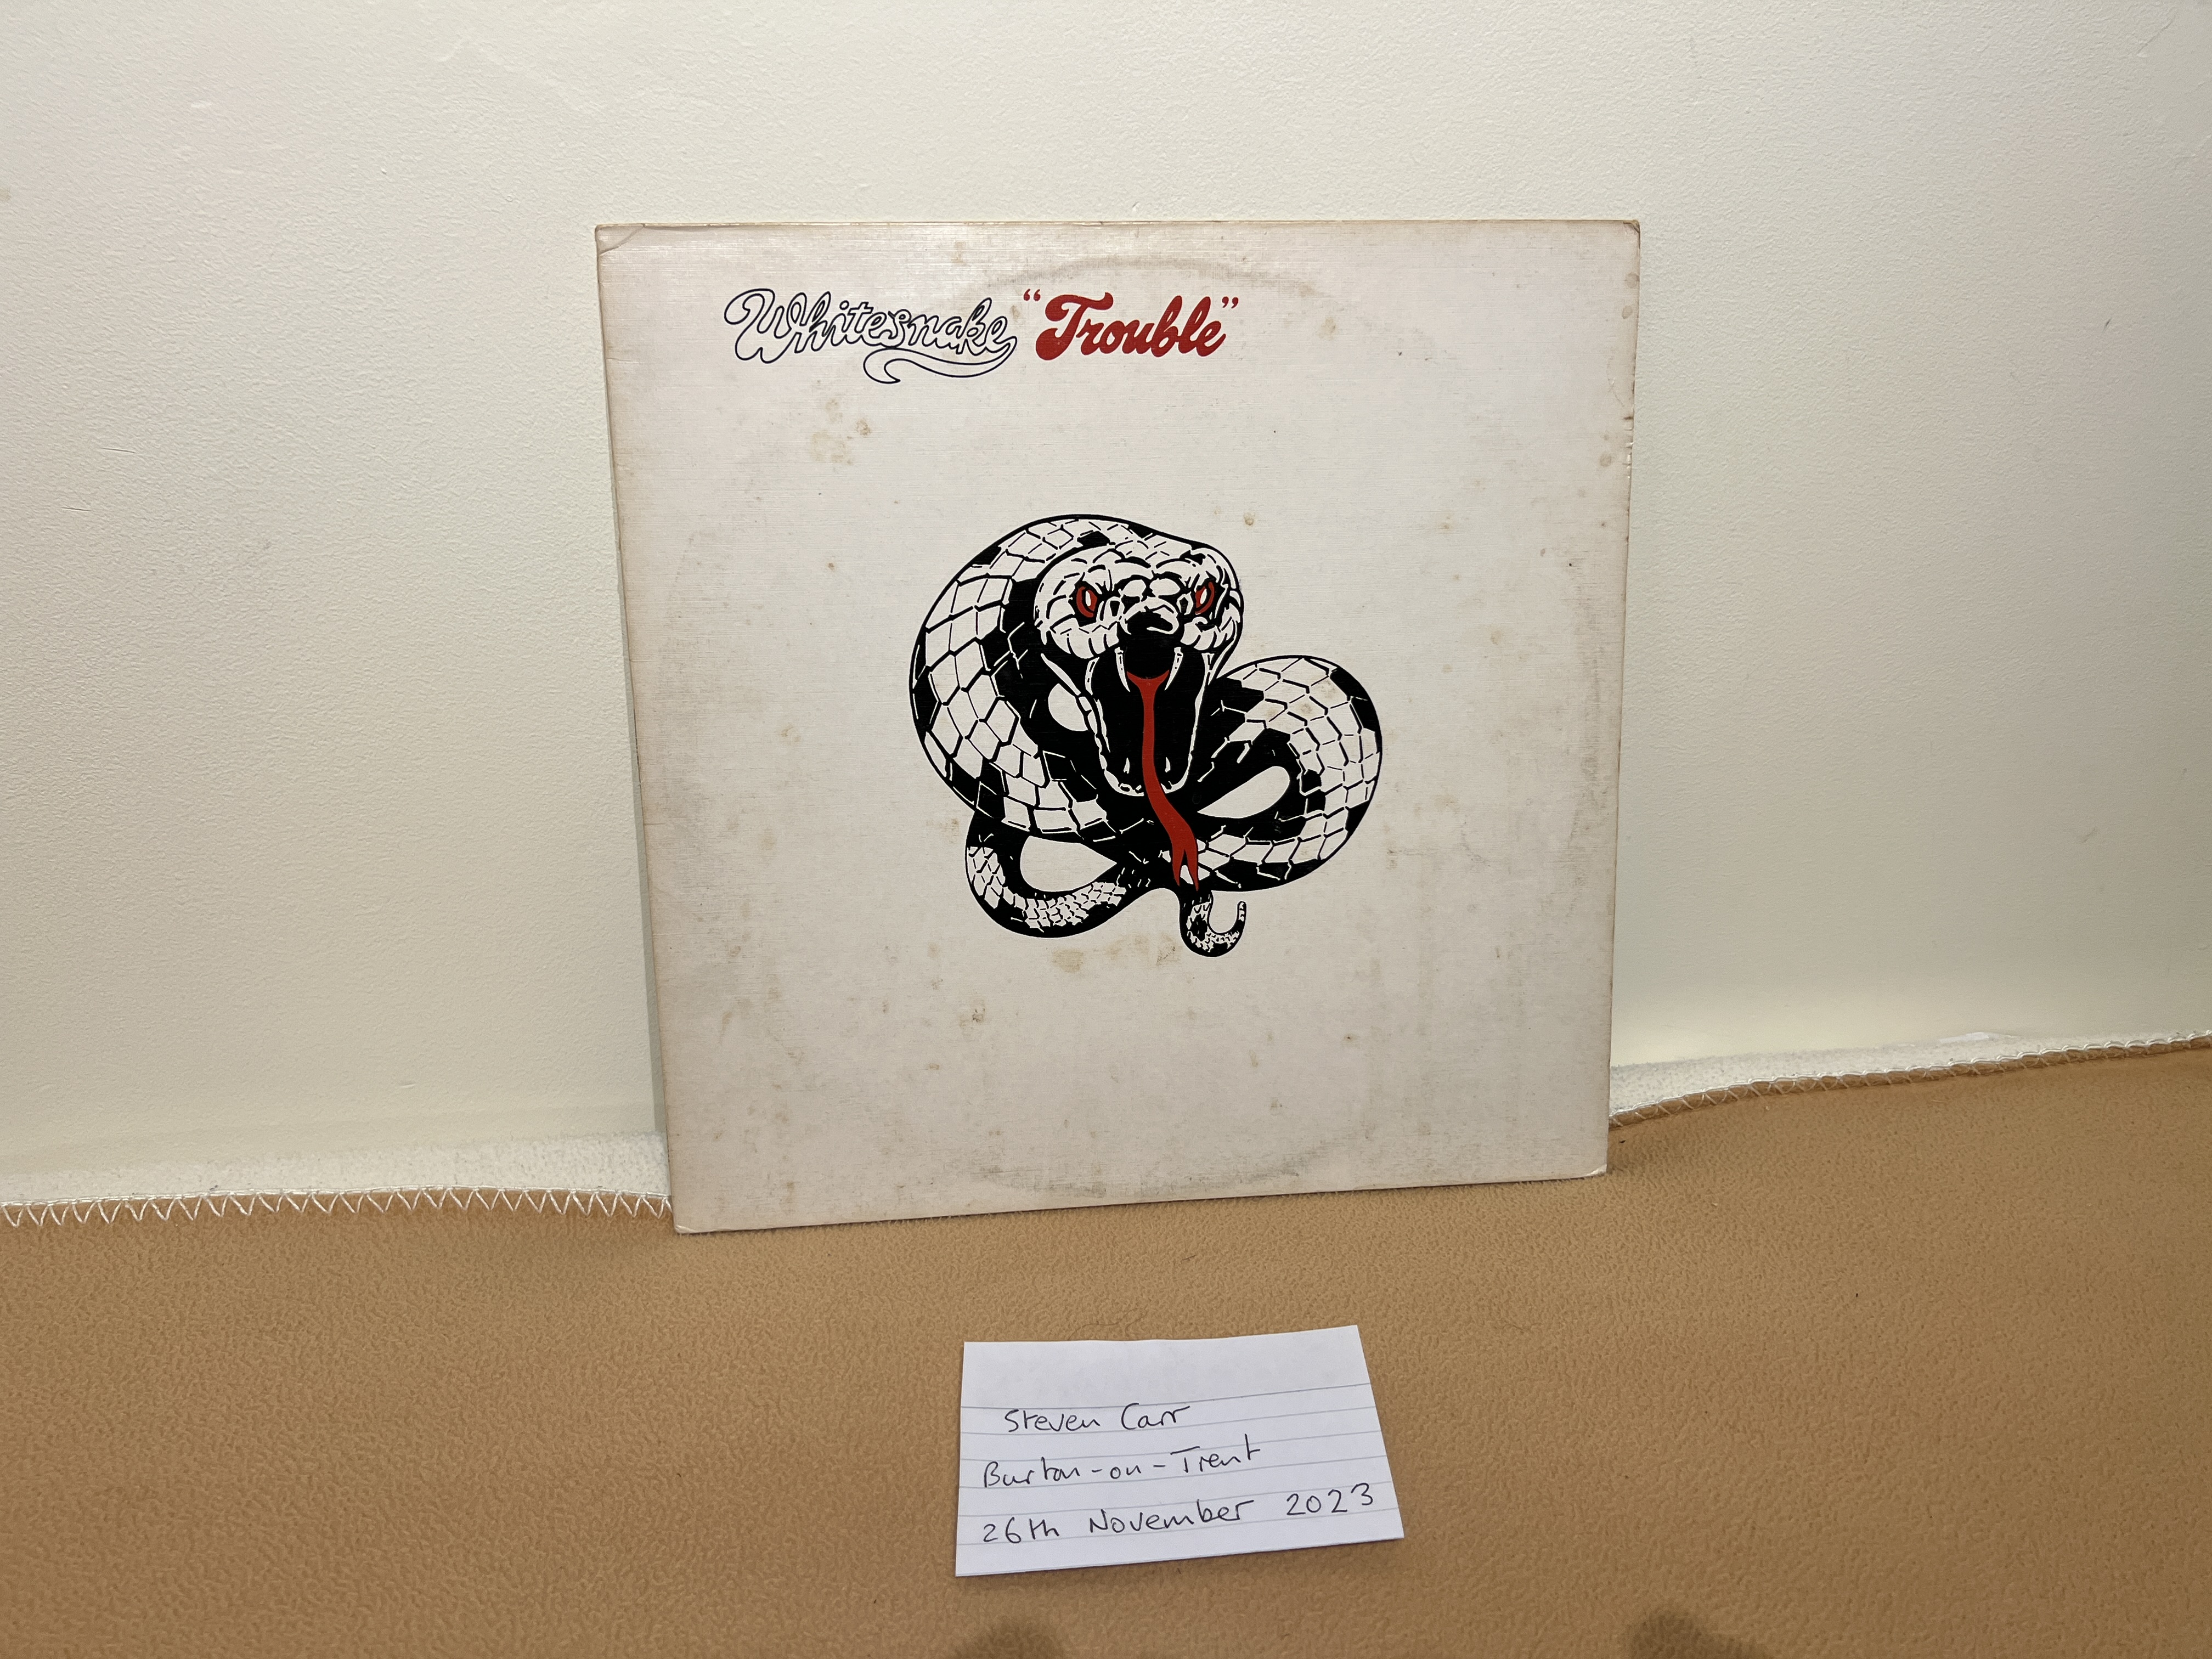 Whitesnake "Trouble"
Steven Carr
Burton-on-Trent
26th November 2023